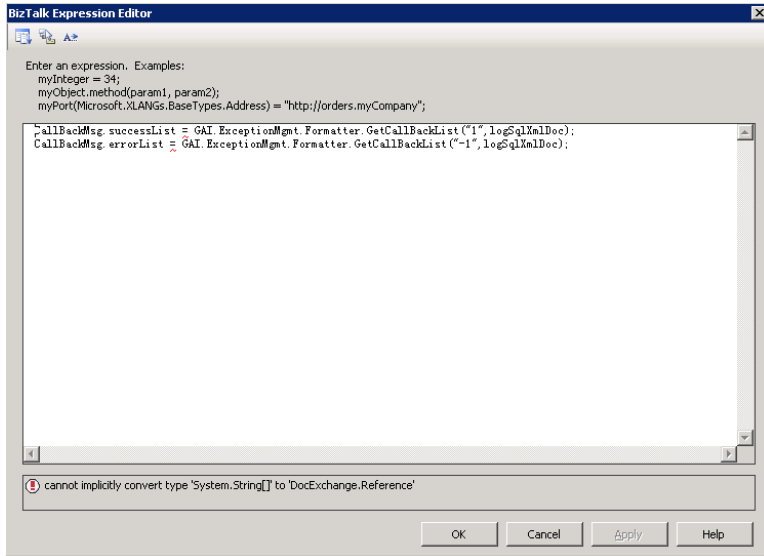 BizTalk Expression Editor
Enter an expression. Examples:
myInteger = 34;
myObject.method(param1, param2);
myPort(Microsoft.XLANGs.BaseTypes.Address) = "http://orders.myCompany";
CallBackMsg.successList = GAI.ExceptionMgmt.Formatter.GetCallBackList("1",logSqlXmlDoc);
CallBackMsg.errorList = GAI.ExceptionMgmt.Formatter.GetCallBackList("-1",logSqlXmlDoc);
cannot implicitly convert type 'System.String[]' to 'DocExchange.Reference'
OK Cancel Apply Help